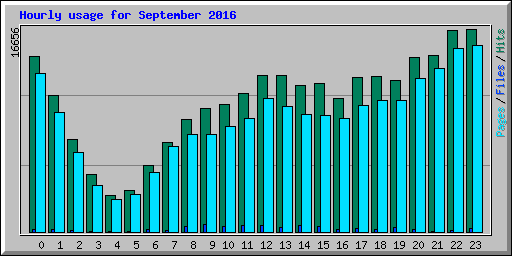 Hourly usage for September 2016
16656
Pages/Files/Hits
0 1 2 3 4 5 6 7 8 9 10 11 12 13 14 15 16 17 18 19 20 21 22 23